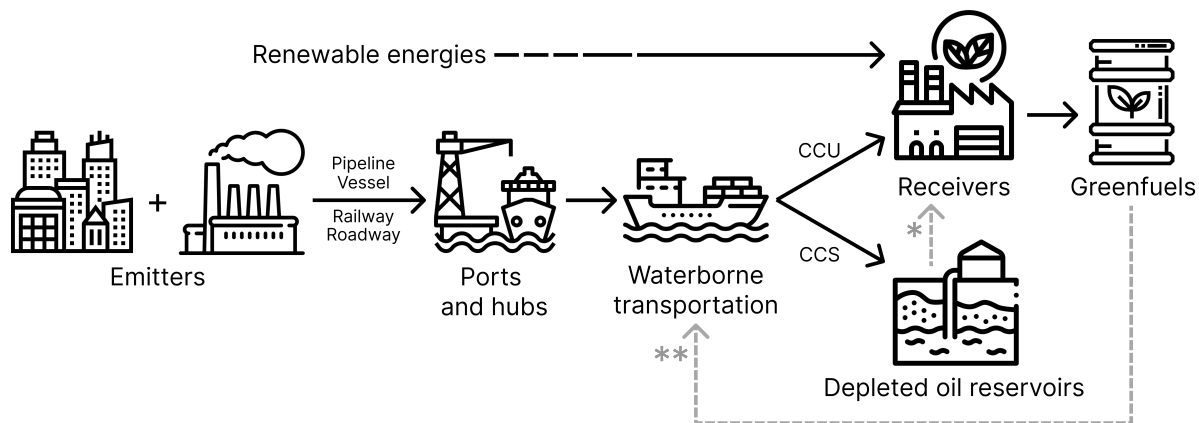 Renewable energies
Pipeline
Vessel
Railway
Roadway
+
Emitters
Ports
and hubs
Waterborne
transportation
CCU
CCS
Receivers
Greenfuels
*
Depleted oil reservoirs
**